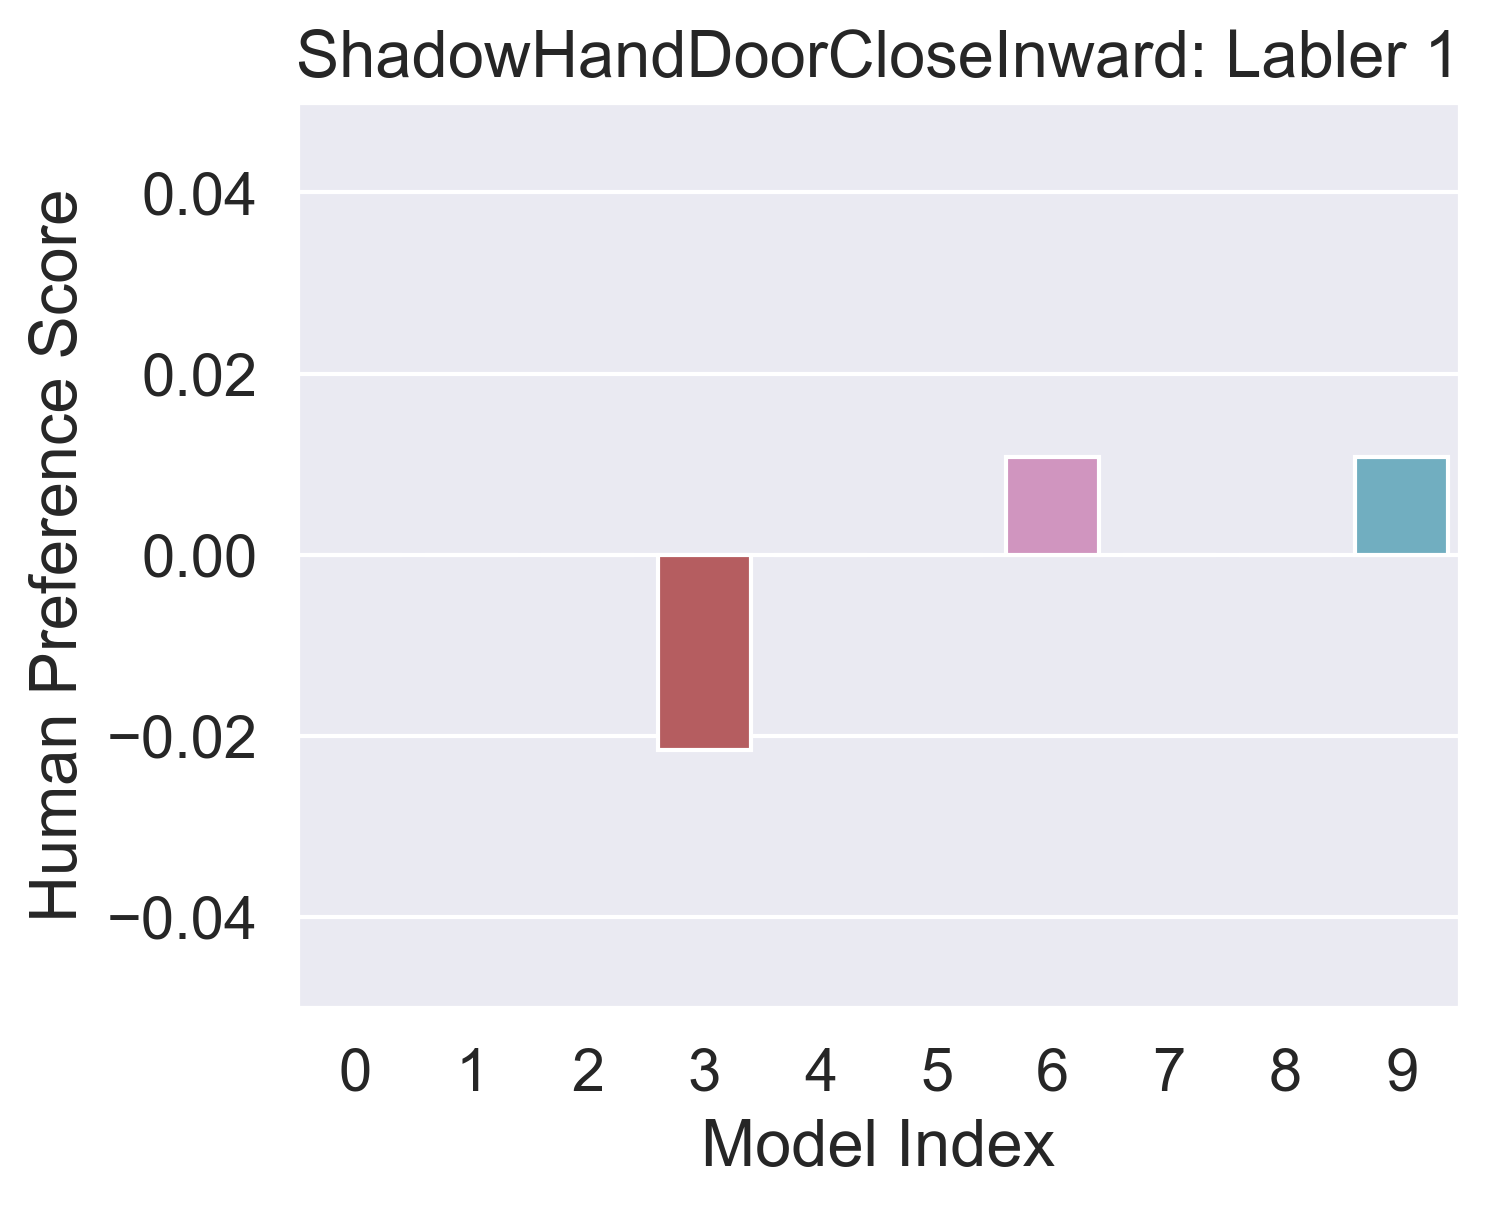 ShadowHandDoorCloseInward: Labler 1
Human Preference Score
0.04
0.02
0.00
−0.02
−0.04
0 1 2 3 4 5 6 7 8 9
Model Index